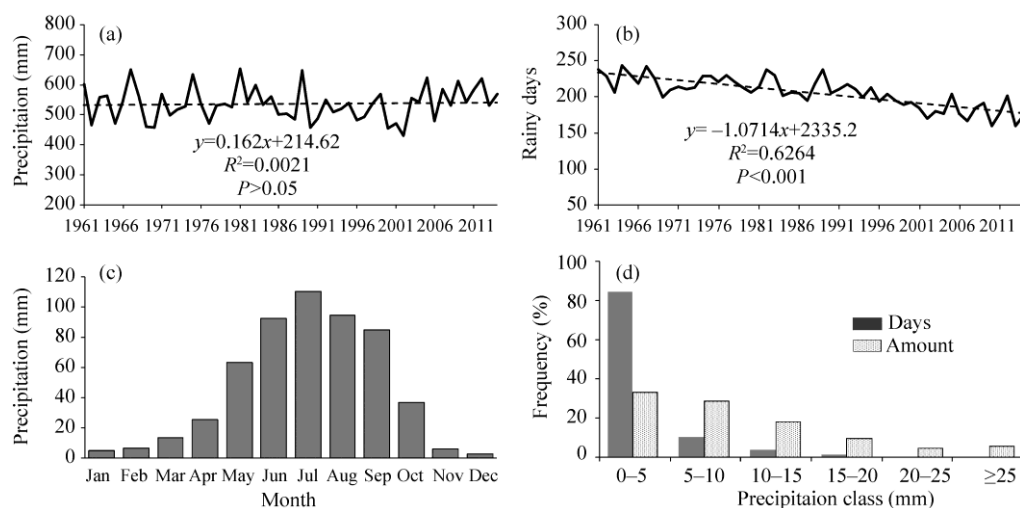 (a)
Precipitaion (mm)
800
700
600
500
400
300
200
y=0.162x+214.62
R²=0.0021
P>0.05
1961 1966 1971 1976 1981 1986 1991 1996 2001 2006 2011
(b)
Rainy days
300
250
200
150
100
50
y= –1.0714x+2335.2
R²=0.6264
P<0.001
1961 1966 1971 1976 1981 1986 1991 1996 2001 2006 2011
(c)
Precipitation (mm)
120
100
80
60
40
20
0
Jan Feb Mar Apr May Jun Jul Aug Sep Oct Nov Dec
Month
(d)
Frequency (%)
100
80
60
40
20
0
Days
Amount
0–5 5–10 10–15 15–20 20–25 ≥25
Precipitaion class (mm)